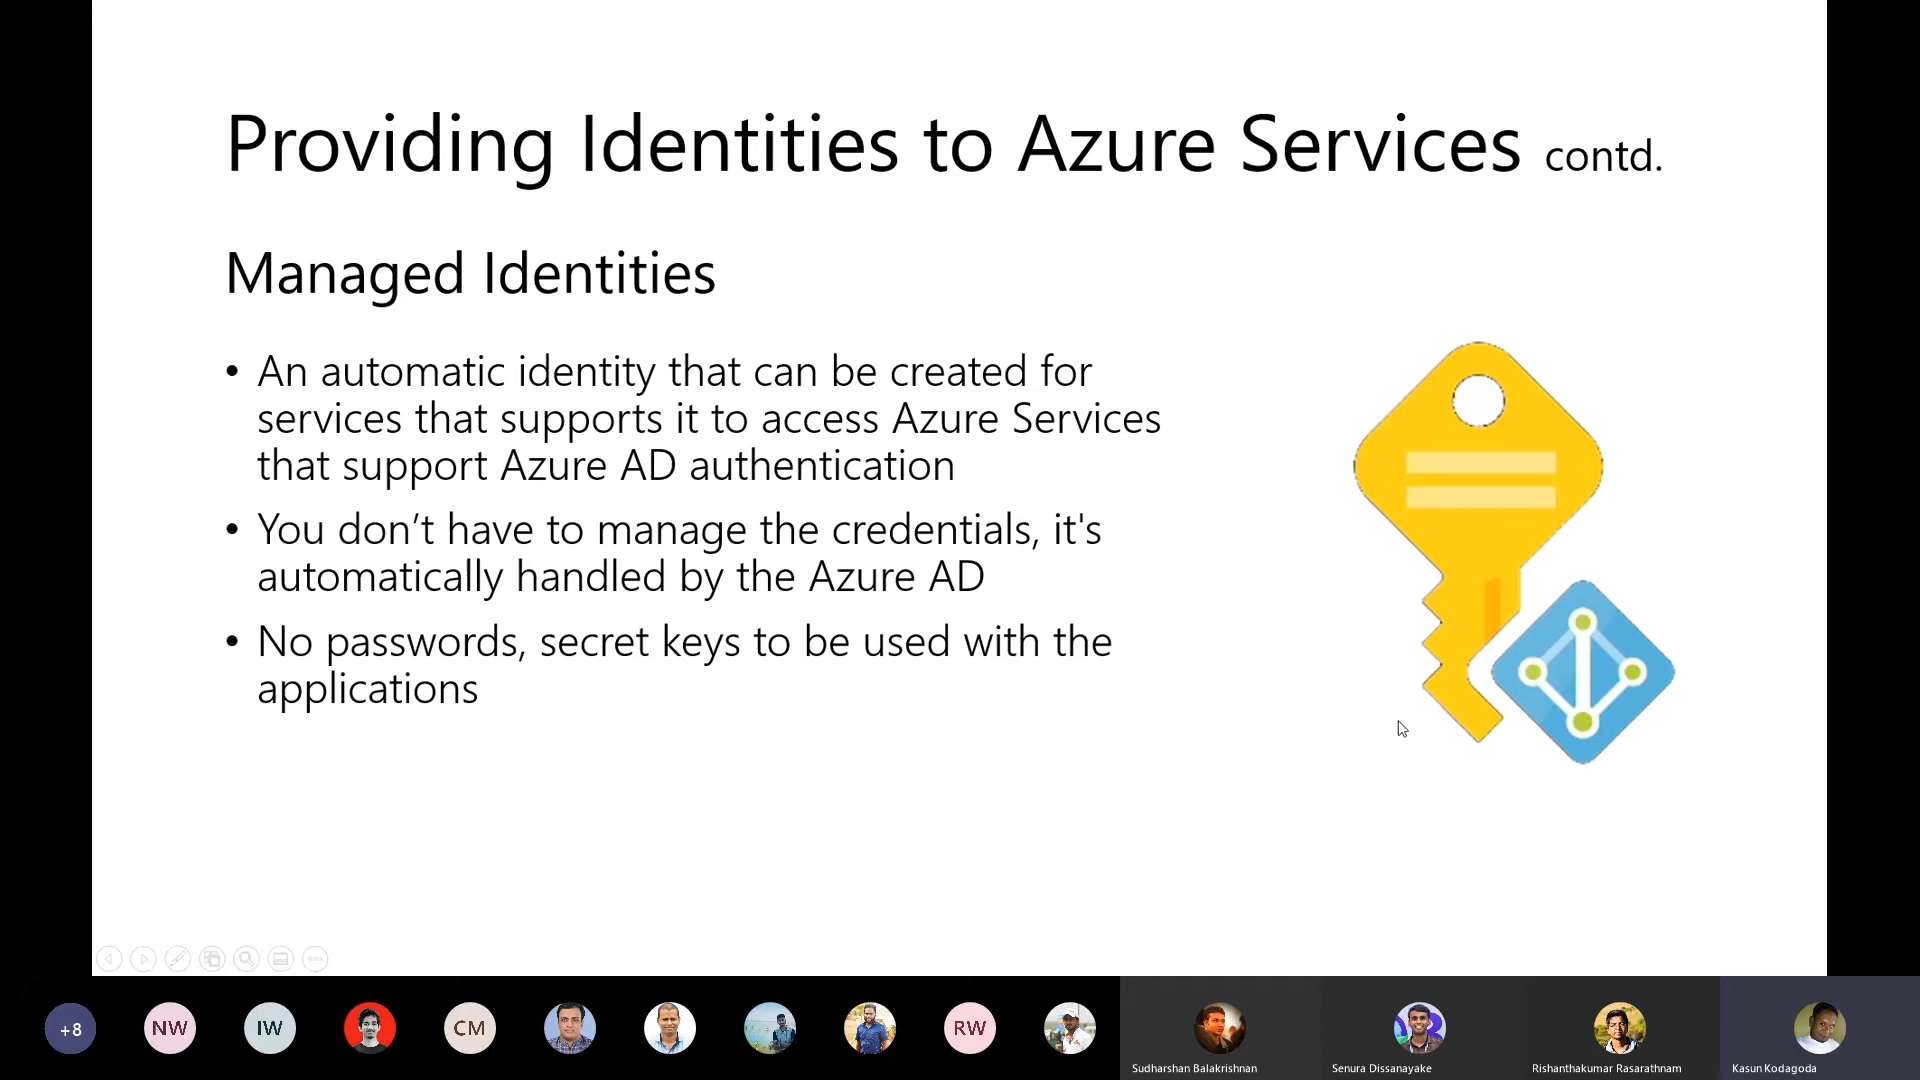 Providing Identities to Azure Services contd.
Managed Identities
• An automatic identity that can be created for
services that supports it to access Azure Services
that support Azure AD authentication
• You don’t have to manage the credentials, it's
automatically handled by the Azure AD
• No passwords, secret keys to be used with the
applications
+8 NW IW CM RW
Sudharshan Balakrishnan Senura Dissanayake Rishanthakumar Rasarathnam Kasun Kodagoda